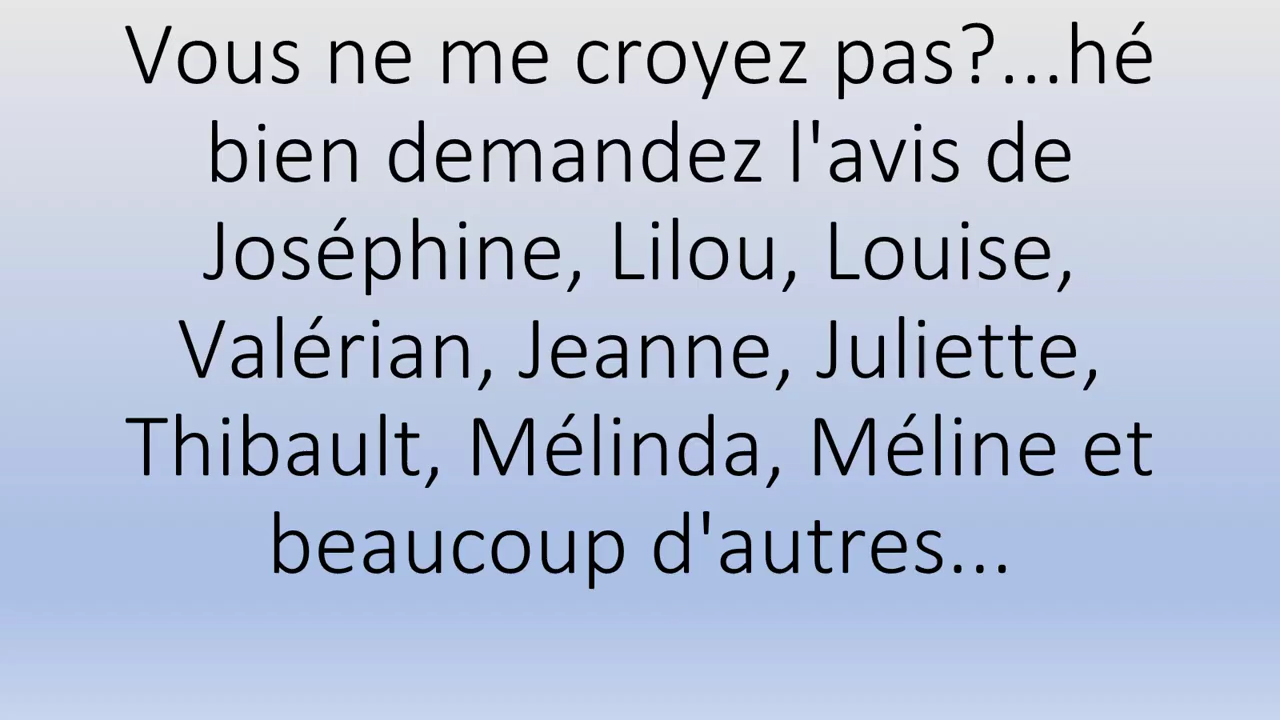 Vous ne me croyez pas?...hé
bien demandez l'avis de
Joséphine, Lilou, Louise,
Valérian, Jeanne, Juliette,
Thibault, Mélinda, Méline et
beaucoup d'autres...